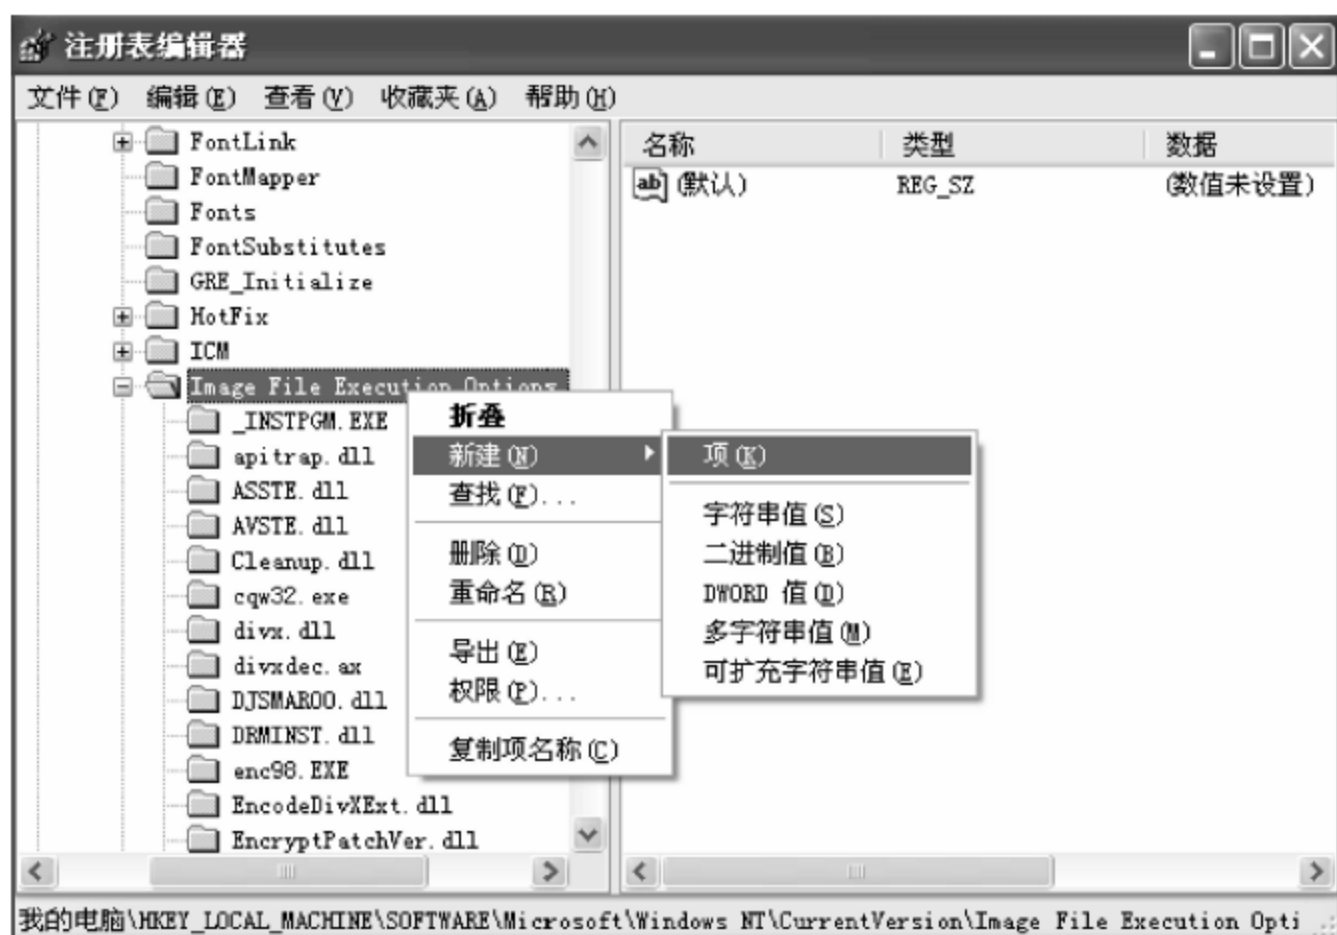 注册表编辑器
文件(F) 编辑(E) 查看(V) 收藏夹(A) 帮助(H)
FontLink
FontMapper
Fonts
FontSubstitutes
GRE_Initialize
HotFix
ICM
Image File Execution Options
_INSTPGM.EXE
apitrap.dll
ASSTE.dll
AVSTE.dll
Cleanup.dll
cqw32.exe
divx.dll
divxdec.ax
DJSMAR00.dll
DRMINST.dll
enc98.EXE
EncodeDivXExt.dll
EncryptPatchVer.dll
名称 类型 数据
ab (默认) REG_SZ (数值未设置)
折叠
新建(N)
查找(F)...
删除(D)
重命名(R)
导出(E)
权限(P)...
复制项名称(C)
项(K)
字符串值(S)
二进制值(B)
DWORD 值(D)
多字符串值(M)
可扩充字符串值(E)
我的电脑\HKEY_LOCAL_MACHINE\SOFTWARE\Microsoft\Windows NT\CurrentVersion\Image File Execution Opti